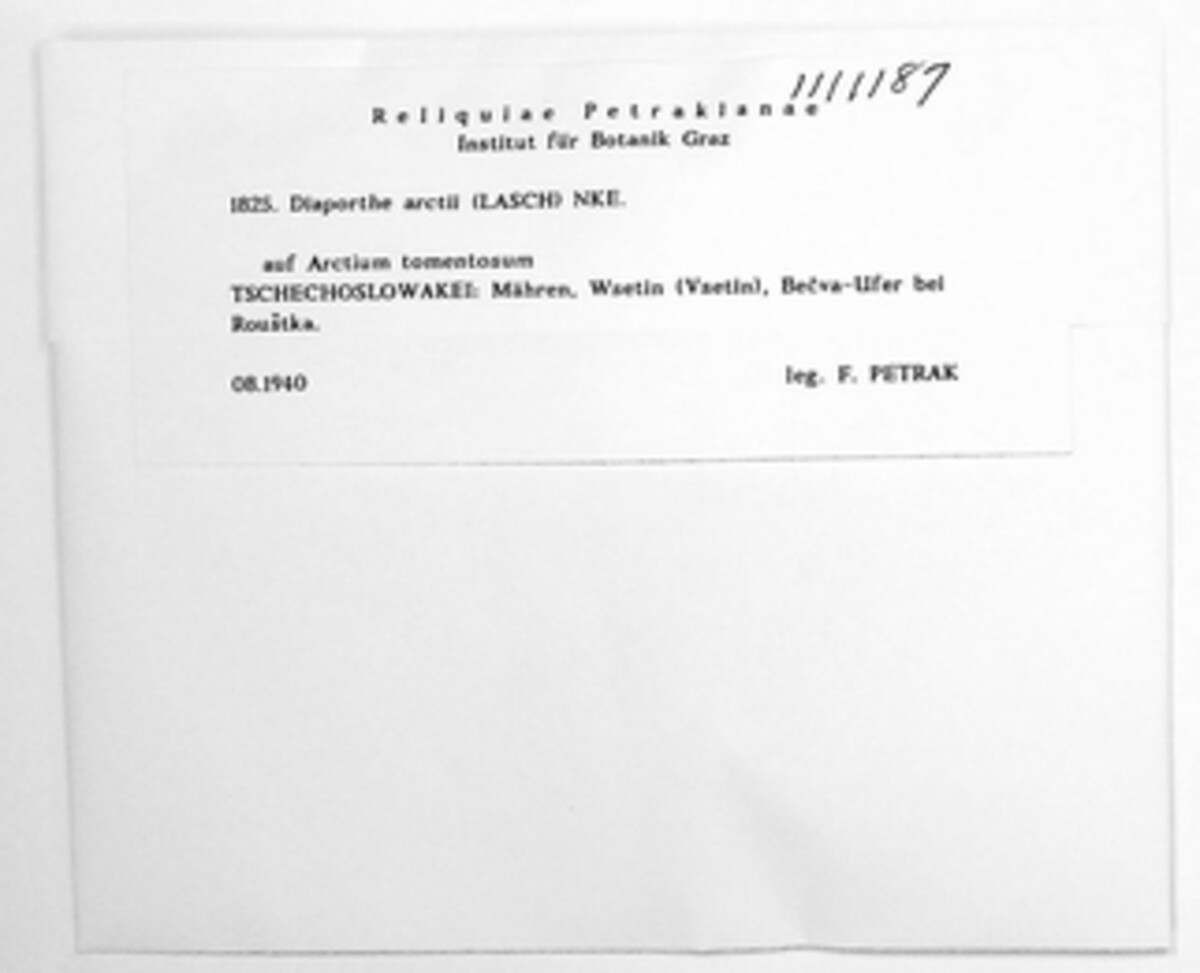 1111187
Reliquiae Petrakianae
Institut für Botanik Graz
1825. Diaporthe arctii (LASCH) NKE.
auf Arctium tomentosum
TSCHECHOSLOWAKEI: Mähren, Wsetin (Vsetin), Bečva-Ufer bei
Rouštka.
08.1940 leg. F. PETRAK